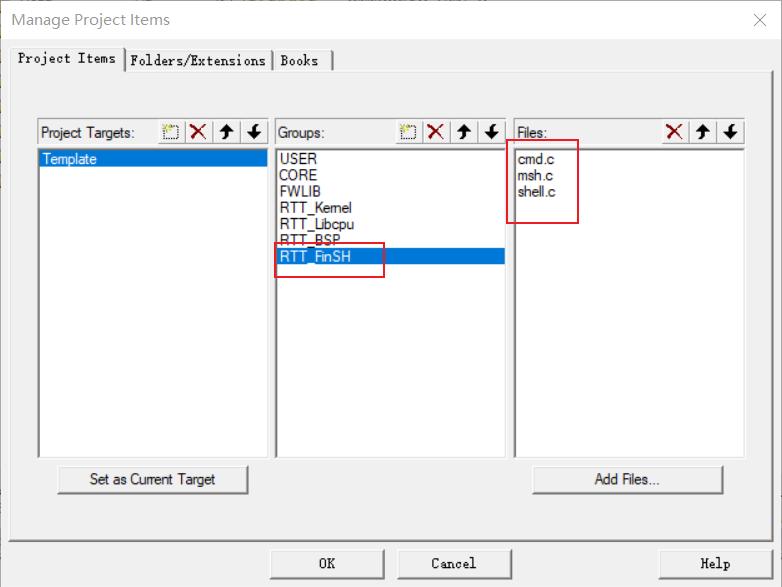 Manage Project Items
Project Items
Folders/Extensions
Books
Project Targets:
Template
Set as Current Target
Groups:
USER
CORE
FWLIB
RTT_Kernel
RTT_Libcpu
RTT_BSP
RTT_FinSH
Files:
cmd.c
msh.c
shell.c
Add Files...
OK
Cancel
Help